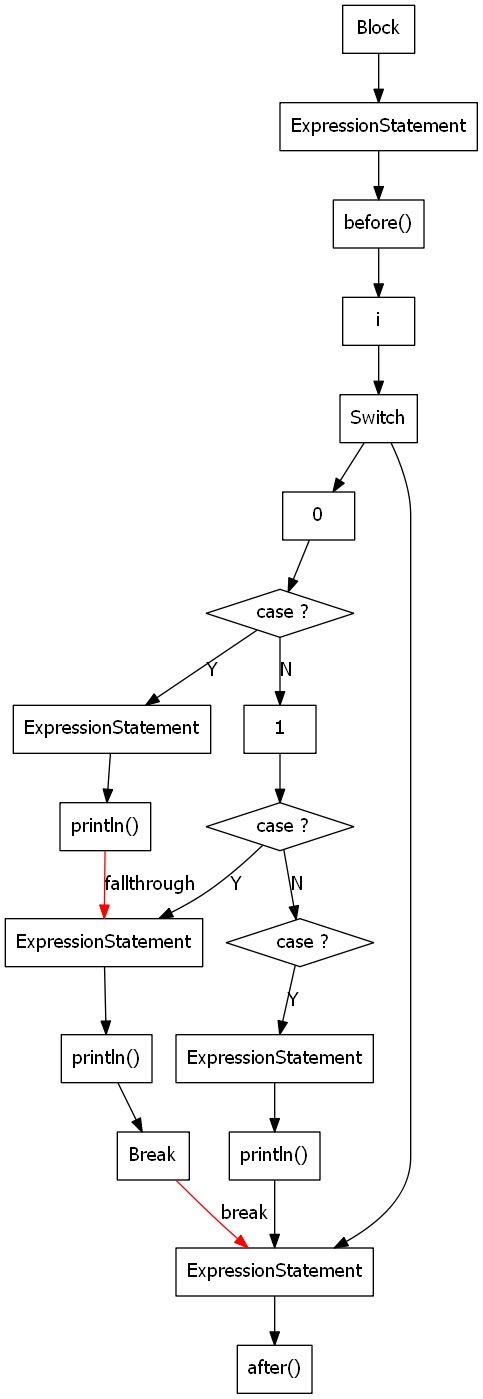 Block
ExpressionStatement
before()
i
Switch
0
case ?
Y
N
ExpressionStatement
1
println()
case ?
fallthrough
Y
N
ExpressionStatement
case ?
Y
println()
ExpressionStatement
Break
println()
break
ExpressionStatement
after()